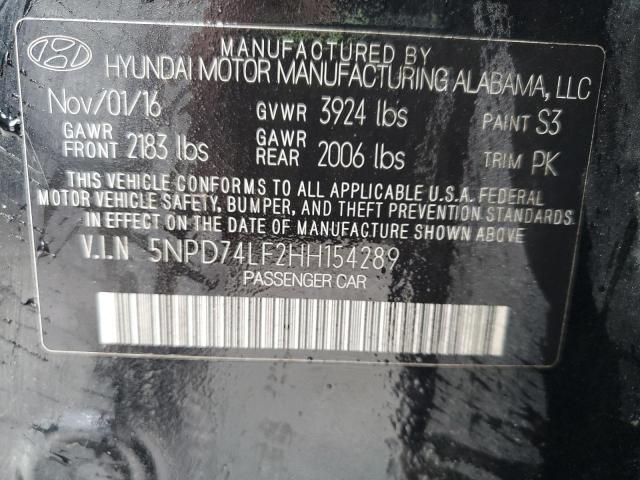 MANUFACTURED BY
HYUNDAI MOTOR MANUFACTURING ALABAMA, LLC
Nov/01/16 GVWR 3924 lbs PAINT S3
GAWR FRONT 2183 lbs GAWR REAR 2006 lbs TRIM PK
THIS VEHICLE CONFORMS TO ALL APPLICABLE U.S.A. FEDERAL
MOTOR VEHICLE SAFETY, BUMPER, AND THEFT PREVENTION STANDARDS
IN EFFECT ON THE DATE OF MANUFACTURE SHOWN ABOVE.
V.I.N 5NPD74LF2HH154289
PASSENGER CAR